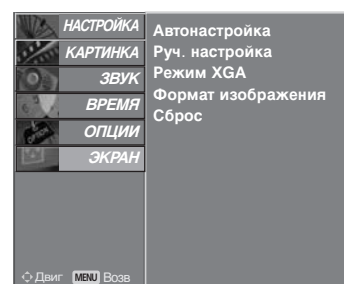 НАСТРОЙКА
КАРТИНКА
ЗВУК
ВРЕМЯ
ОПЦИИ
ЭКРАН
Автонастройка
Руч. настройка
Режим XGA
Формат изображения
Сброс
Двиг MENU Возв